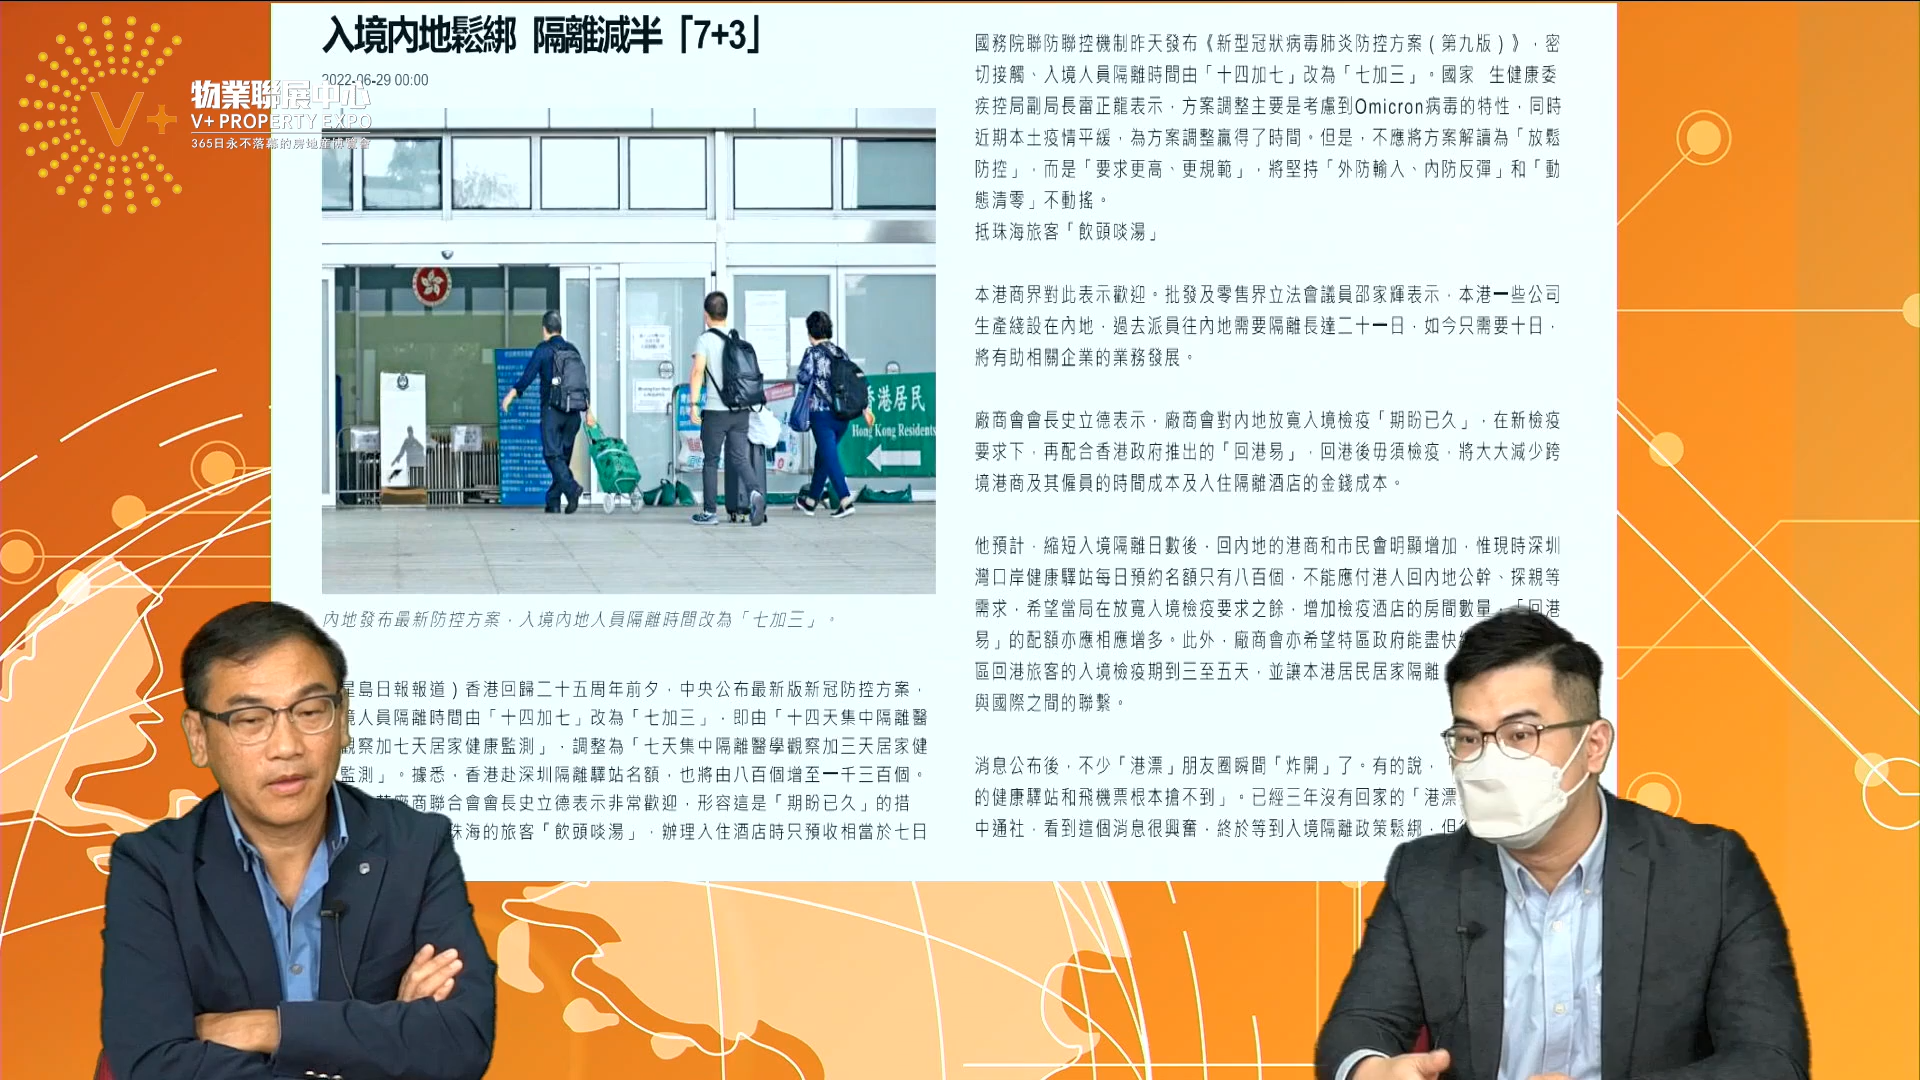 入境內地鬆綁 隔離減半「7+3」
2022-06-29 00:00
V+
物業聯展中心
V+ PROPERTY EXPO
365日永不落幕的房地產博覽會
香港居民
Hong Kong Residents
內地發布最新防控方案，入境內地人員隔離時間改為「七加三」。
星島日報報道）香港回歸二十五周年前夕，中央公布最新版新冠防控方案，
境人員隔離時間由「十四加七」改為「七加三」，即由「十四天集中隔離醫
觀察加七天居家健康監測」，調整為「七天集中隔離醫學觀察加三天居家健
監測」。據悉，香港赴深圳隔離驛站名額，也將由八百個增至一千三百個。
廠商聯合會會長史立德表示非常歡迎，形容這是「期盼已久」的措
珠海的旅客「飲頭啖湯」，辦理入住酒店時只預收相當於七日
國務院聯防聯控機制昨天發布《新型冠狀病毒肺炎防控方案（第九版）》，密
切接觸、入境人員隔離時間由「十四加七」改為「七加三」。國家 生健康委
疾控局副局長雷正龍表示，方案調整主要是考慮到Omicron病毒的特性，同時
近期本土疫情平緩，為方案調整贏得了時間。但是，不應將方案解讀為「放鬆
防控」，而是「要求更高、更規範」，將堅持「外防輸入、內防反彈」和「動
態清零」不動搖。
抵珠海旅客「飲頭啖湯」
本港商界對此表示歡迎。批發及零售界立法會議員邵家輝表示，本港一些公司
生產綫設在內地，過去派員往內地需要隔離長達二十一日，如今只需要十日，
將有助相關企業的業務發展。
廠商會會長史立德表示，廠商會對內地放寬入境檢疫「期盼已久」，在新檢疫
要求下，再配合香港政府推出的「回港易」，回港後毋須檢疫，將大大減少跨
境港商及其僱員的時間成本及入住隔離酒店的金錢成本。
他預計，縮短入境隔離日數後，回內地的港商和市民會明顯增加，惟現時深圳
灣口岸健康驛站每日預約名額只有八百個，不能應付港人回內地公幹、探親等
需求，希望當局在放寬入境檢疫要求之餘，增加檢疫酒店的房間數量，「回港
易」的配額亦應相應增多。此外，廠商會亦希望特區政府能盡快
區回港旅客的入境檢疫期到三至五天，並讓本港居民居家隔離
與國際之間的聯繫。
消息公布後，不少「港漂」朋友圈瞬間「炸開」了。有的說，「
的健康驛站和飛機票根本搶不到」。已經三年沒有回家的「港漂
中通社，看到這個消息很興奮，終於等到入境隔離政策鬆綁，但